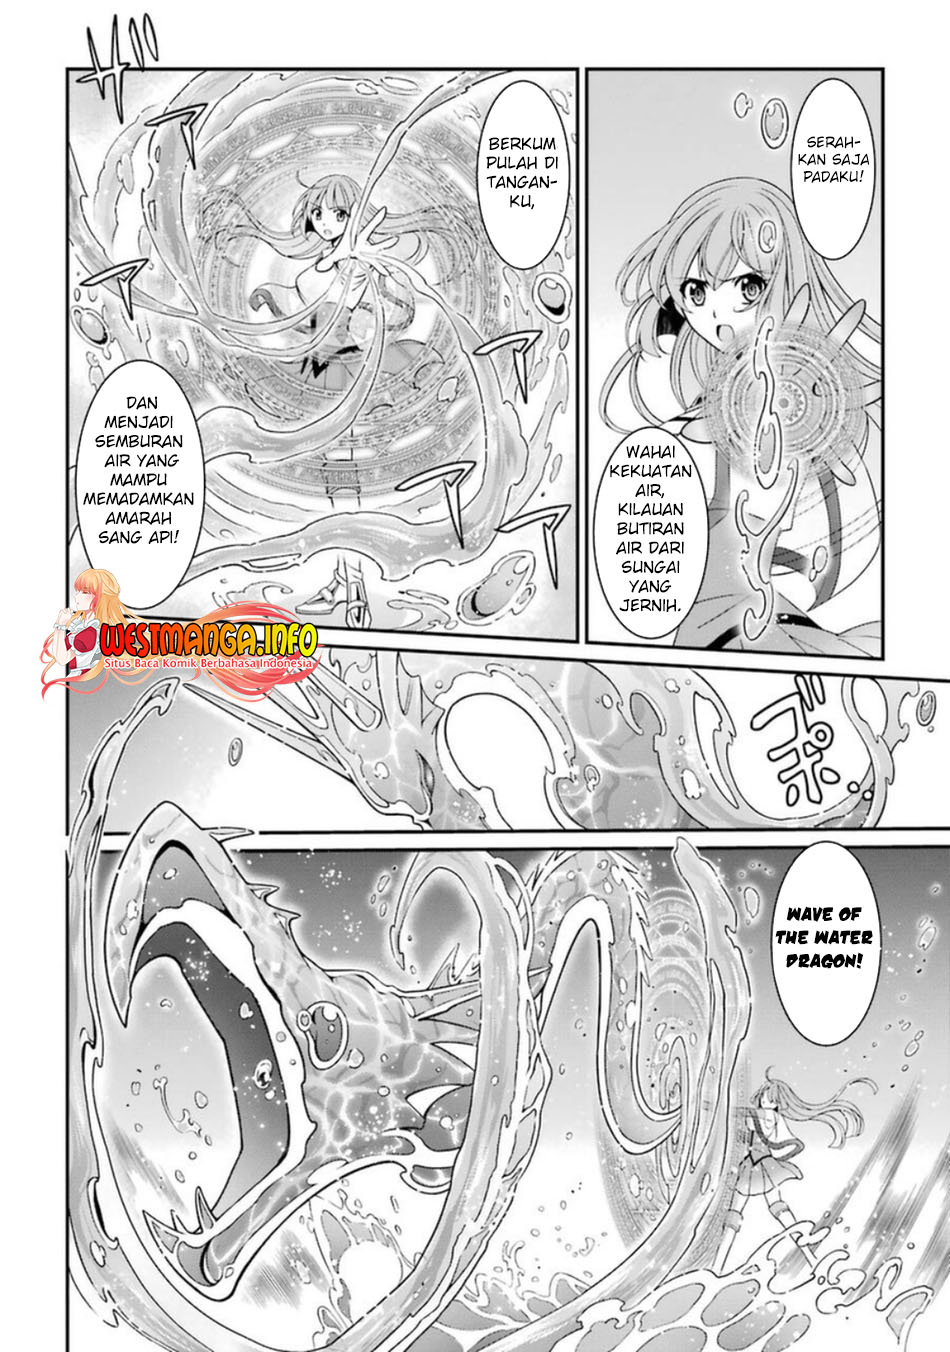 SERAH-
KAN SAJA
PADAKU!
WAHAI
KEKUATAN
AIR,
KILAUAN
BUTIRAN
AIR DARI
SUNGAI
YANG
JERNIH.
BERKUM
PULAH DI
TANGAN-
KU,
DAN
MENJADI
SEMBURAN
AIR YANG
MAMPU
MEMADAMKAN
AMARAH
SANG API!
WESTMANGA.INFO
Situs Baca Komik Berbahasa Indonesia
WAVE OF
THE WATER
DRAGON!